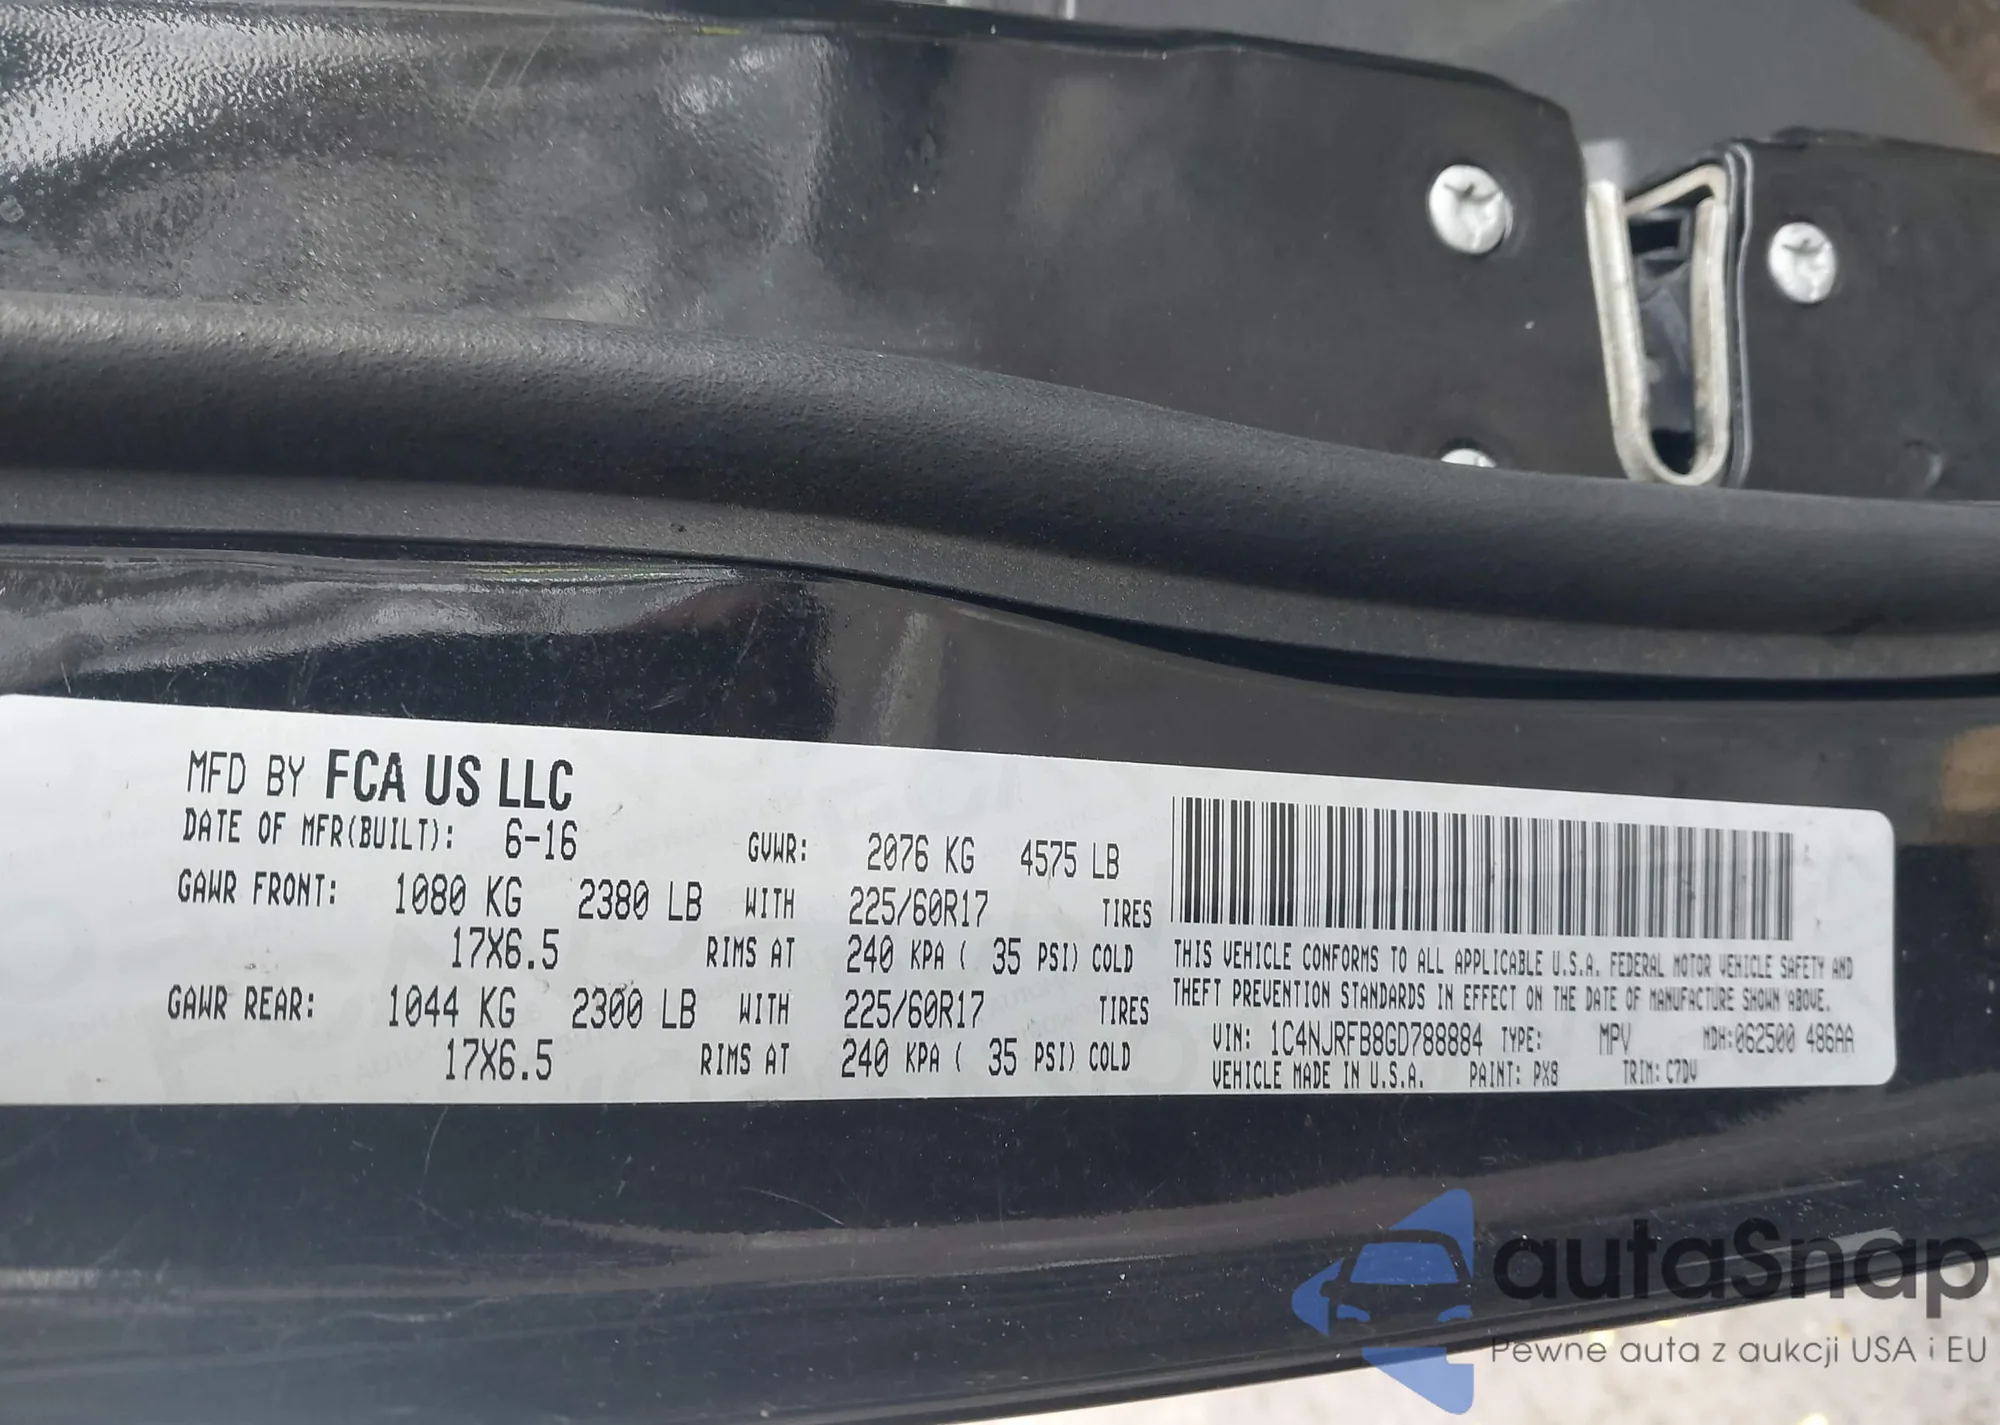 MFD BY FCA US LLC
DATE OF MFR(BUILT): 6-16 GVWR: 2076 KG 4575 LB
GAWR FRONT: 1080 KG 2380 LB WITH 225/60R17 TIRES
17X6.5 RIMS AT 240 KPA ( 35 PSI) COLD
GAWR REAR: 1044 KG 2300 LB WITH 225/60R17 TIRES
17X6.5 RIMS AT 240 KPA ( 35 PSI) COLD
THIS VEHICLE CONFORMS TO ALL APPLICABLE U.S.A. FEDERAL MOTOR VEHICLE SAFETY AND
THEFT PREVENTION STANDARDS IN EFFECT ON THE DATE OF MANUFACTURE SHOWN ABOVE.
VIN: 1C4NJRFB8GD788884 TYPE: MPV MDH:062500 486AA
VEHICLE MADE IN U.S.A. PAINT: PX8 TRIM: C7DV
autaSnap
Pewne auta z aukcji USA i EU